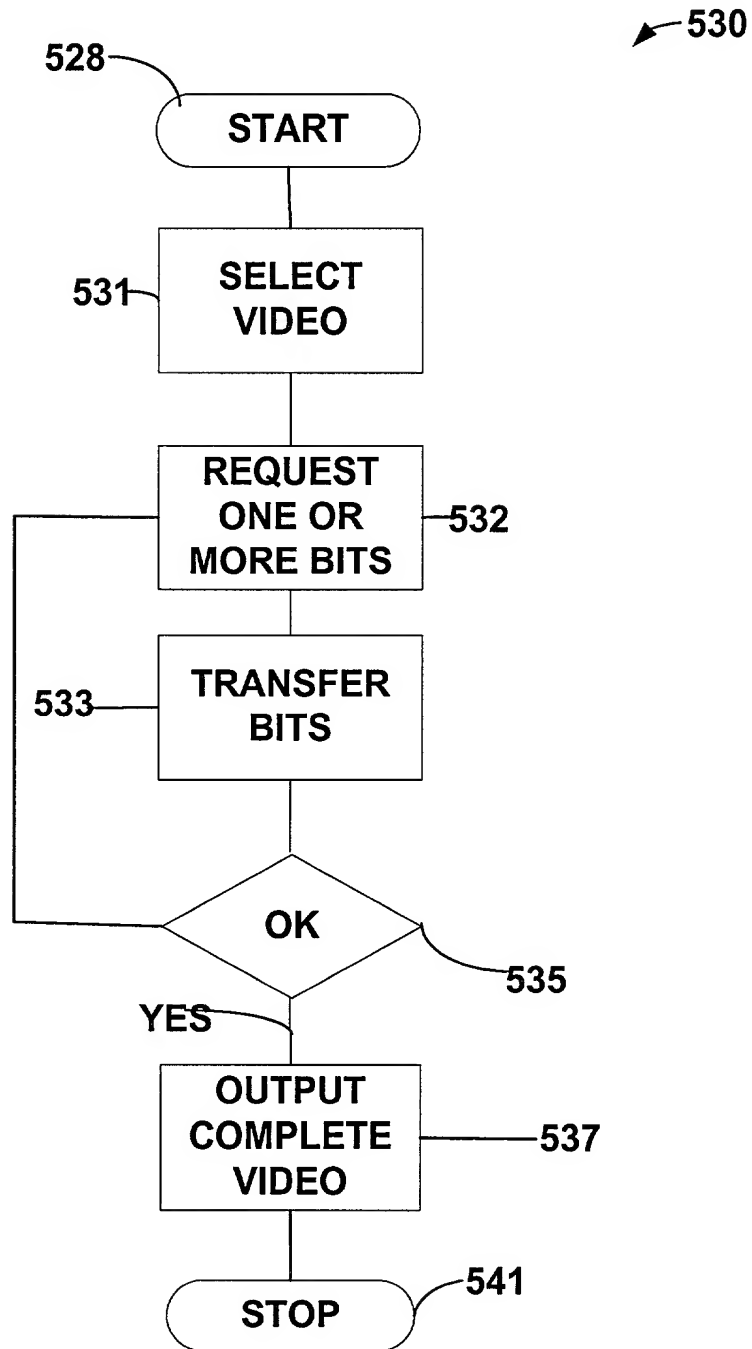 530
528
START
531
SELECT
VIDEO
REQUEST
ONE OR
MORE BITS
532
533
TRANSFER
BITS
OK
535
YES
OUTPUT
COMPLETE
VIDEO
537
541
STOP